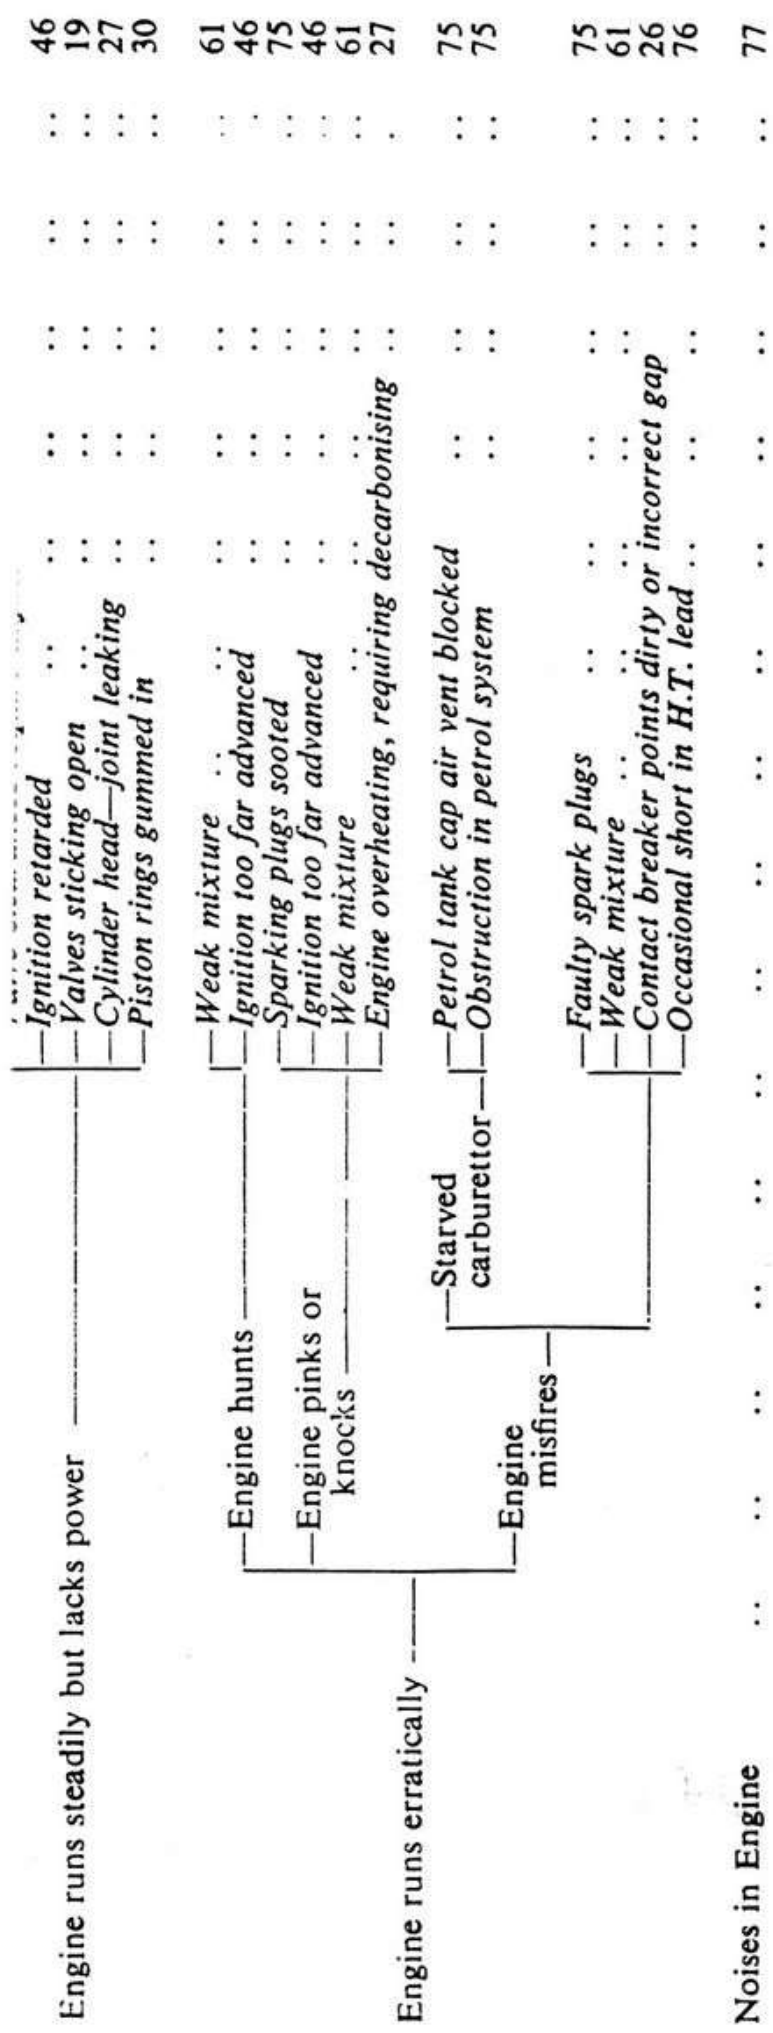 Engine runs steadily but lacks power
Ignition retarded .. .. .. .. .. .. 46
Valves sticking open .. .. .. .. .. .. 19
Cylinder head—joint leaking .. .. .. .. .. 27
Piston rings gummed in .. .. .. .. .. 30
Engine runs erratically
Engine hunts
Weak mixture .. .. .. .. .. .. .. 61
Ignition too far advanced .. .. .. .. .. 46
Engine pinks or
knocks
Sparking plugs sooted .. .. .. .. .. 75
Ignition too far advanced .. .. .. .. .. 46
Weak mixture .. .. .. .. .. .. 61
Engine overheating, requiring decarbonising .. .. . 27
Engine
misfires
Starved
carburettor
Petrol tank cap air vent blocked .. .. .. .. 75
Obstruction in petrol system .. .. .. .. 75
Faulty spark plugs .. .. .. .. .. .. 75
Weak mixture .. .. .. .. .. .. .. 61
Contact breaker points dirty or incorrect gap .. .. 26
Occasional short in H.T. lead .. .. .. .. .. 76
Noises in Engine .. .. .. .. .. .. .. .. .. .. .. .. .. .. 77